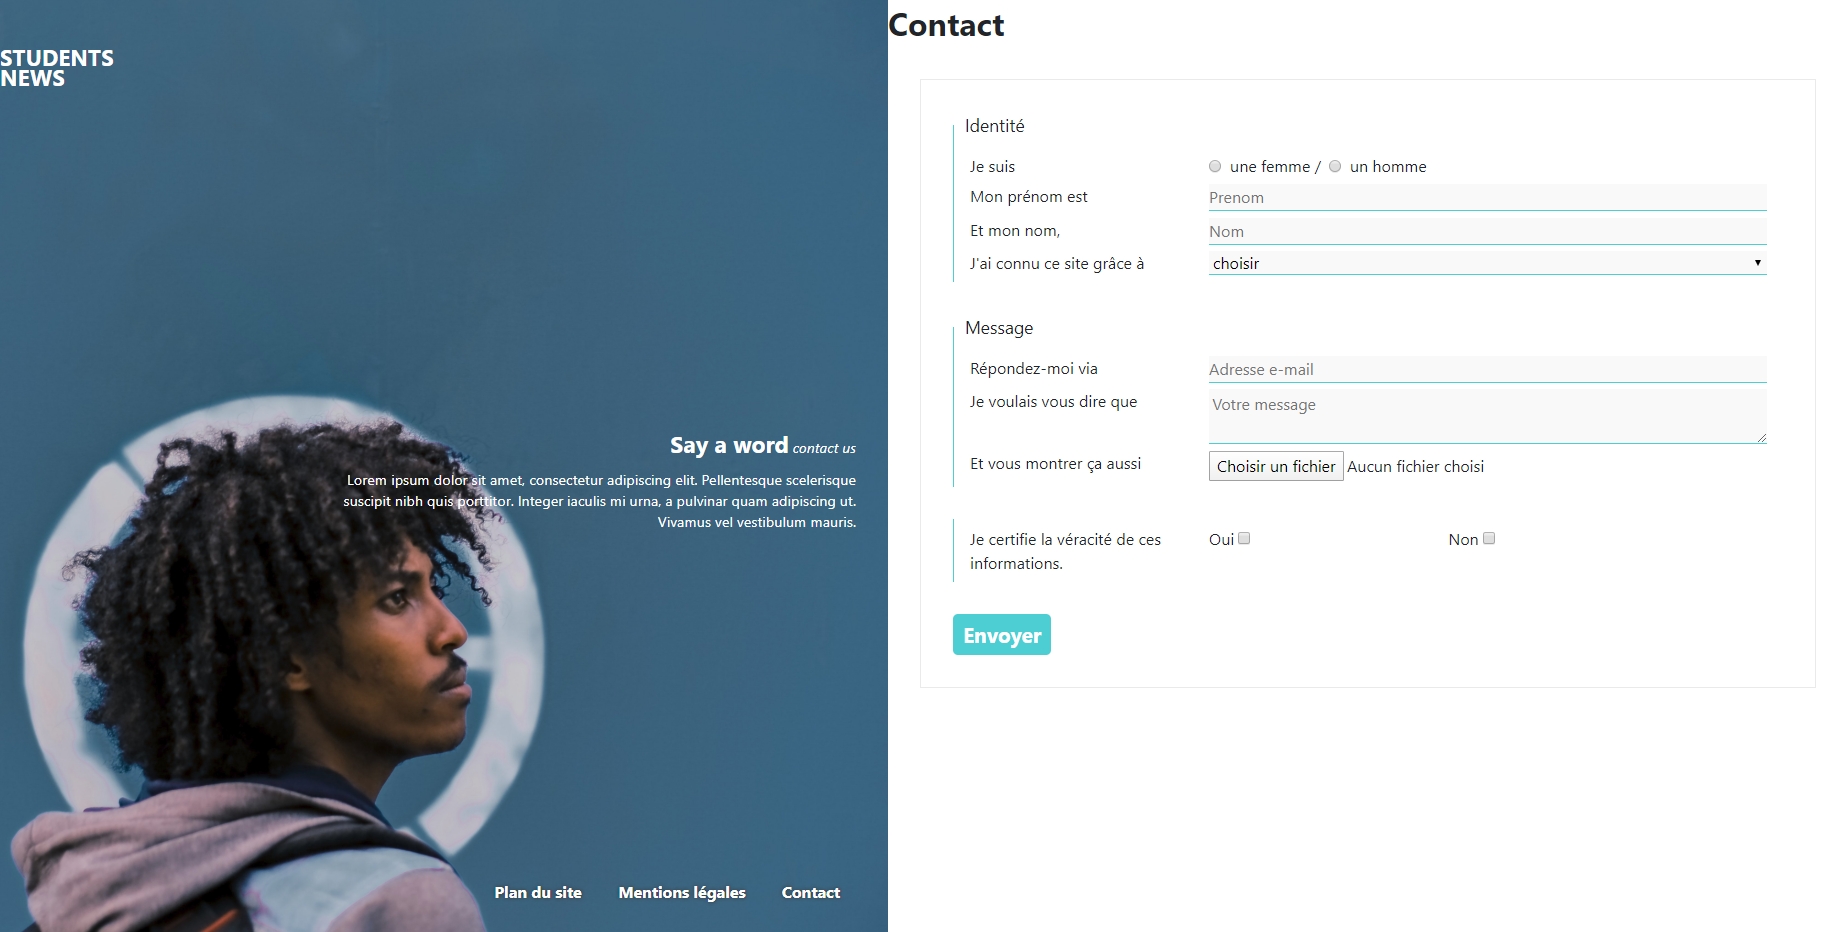 STUDENTS
NEWS
Say a word contact us
Lorem ipsum dolor sit amet, consectetur adipiscing elit. Pellentesque scelerisque
suscipit nibh quis porttitor. Integer iaculis mi urna, a pulvinar quam adipiscing ut.
Vivamus vel vestibulum mauris.
Plan du site Mentions légales Contact
Contact
Identité
Je suis une femme / un homme
Mon prénom est Prenom
Et mon nom, Nom
J'ai connu ce site grâce à choisir
Message
Répondez-moi via Adresse e-mail
Je voulais vous dire que Votre message
Et vous montrer ça aussi Choisir un fichier Aucun fichier choisi
Je certifie la véracité de ces Oui Non
informations.
Envoyer